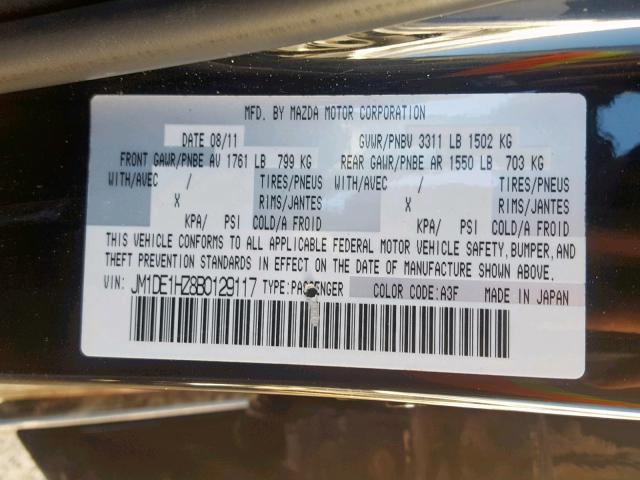 MFD. BY MAZDA MOTOR CORPORATION
DATE 08/11 GVWR/PNBV 3311 LB 1502 KG
FRONT GAWR/PNBE AV 1761 LB 799 KG REAR GAWR/PNBE AR 1550 LB 703 KG
WITH/AVEC / TIRES/PNEUS WITH/AVEC / TIRES/PNEUS
X RIMS/JANTES X RIMS/JANTES
KPA/ PSI COLD/A FROID KPA/ PSI COLD/A FROID
THIS VEHICLE CONFORMS TO ALL APPLICABLE FEDERAL MOTOR VEHICLE SAFETY, BUMPER, AND
THEFT PREVENTION STANDARDS IN EFFECT ON THE DATE OF MANUFACTURE SHOWN ABOVE.
VIN: JM1DE1HZ8B0129117 TYPE:PASSENGER COLOR CODE: A3F MADE IN JAPAN